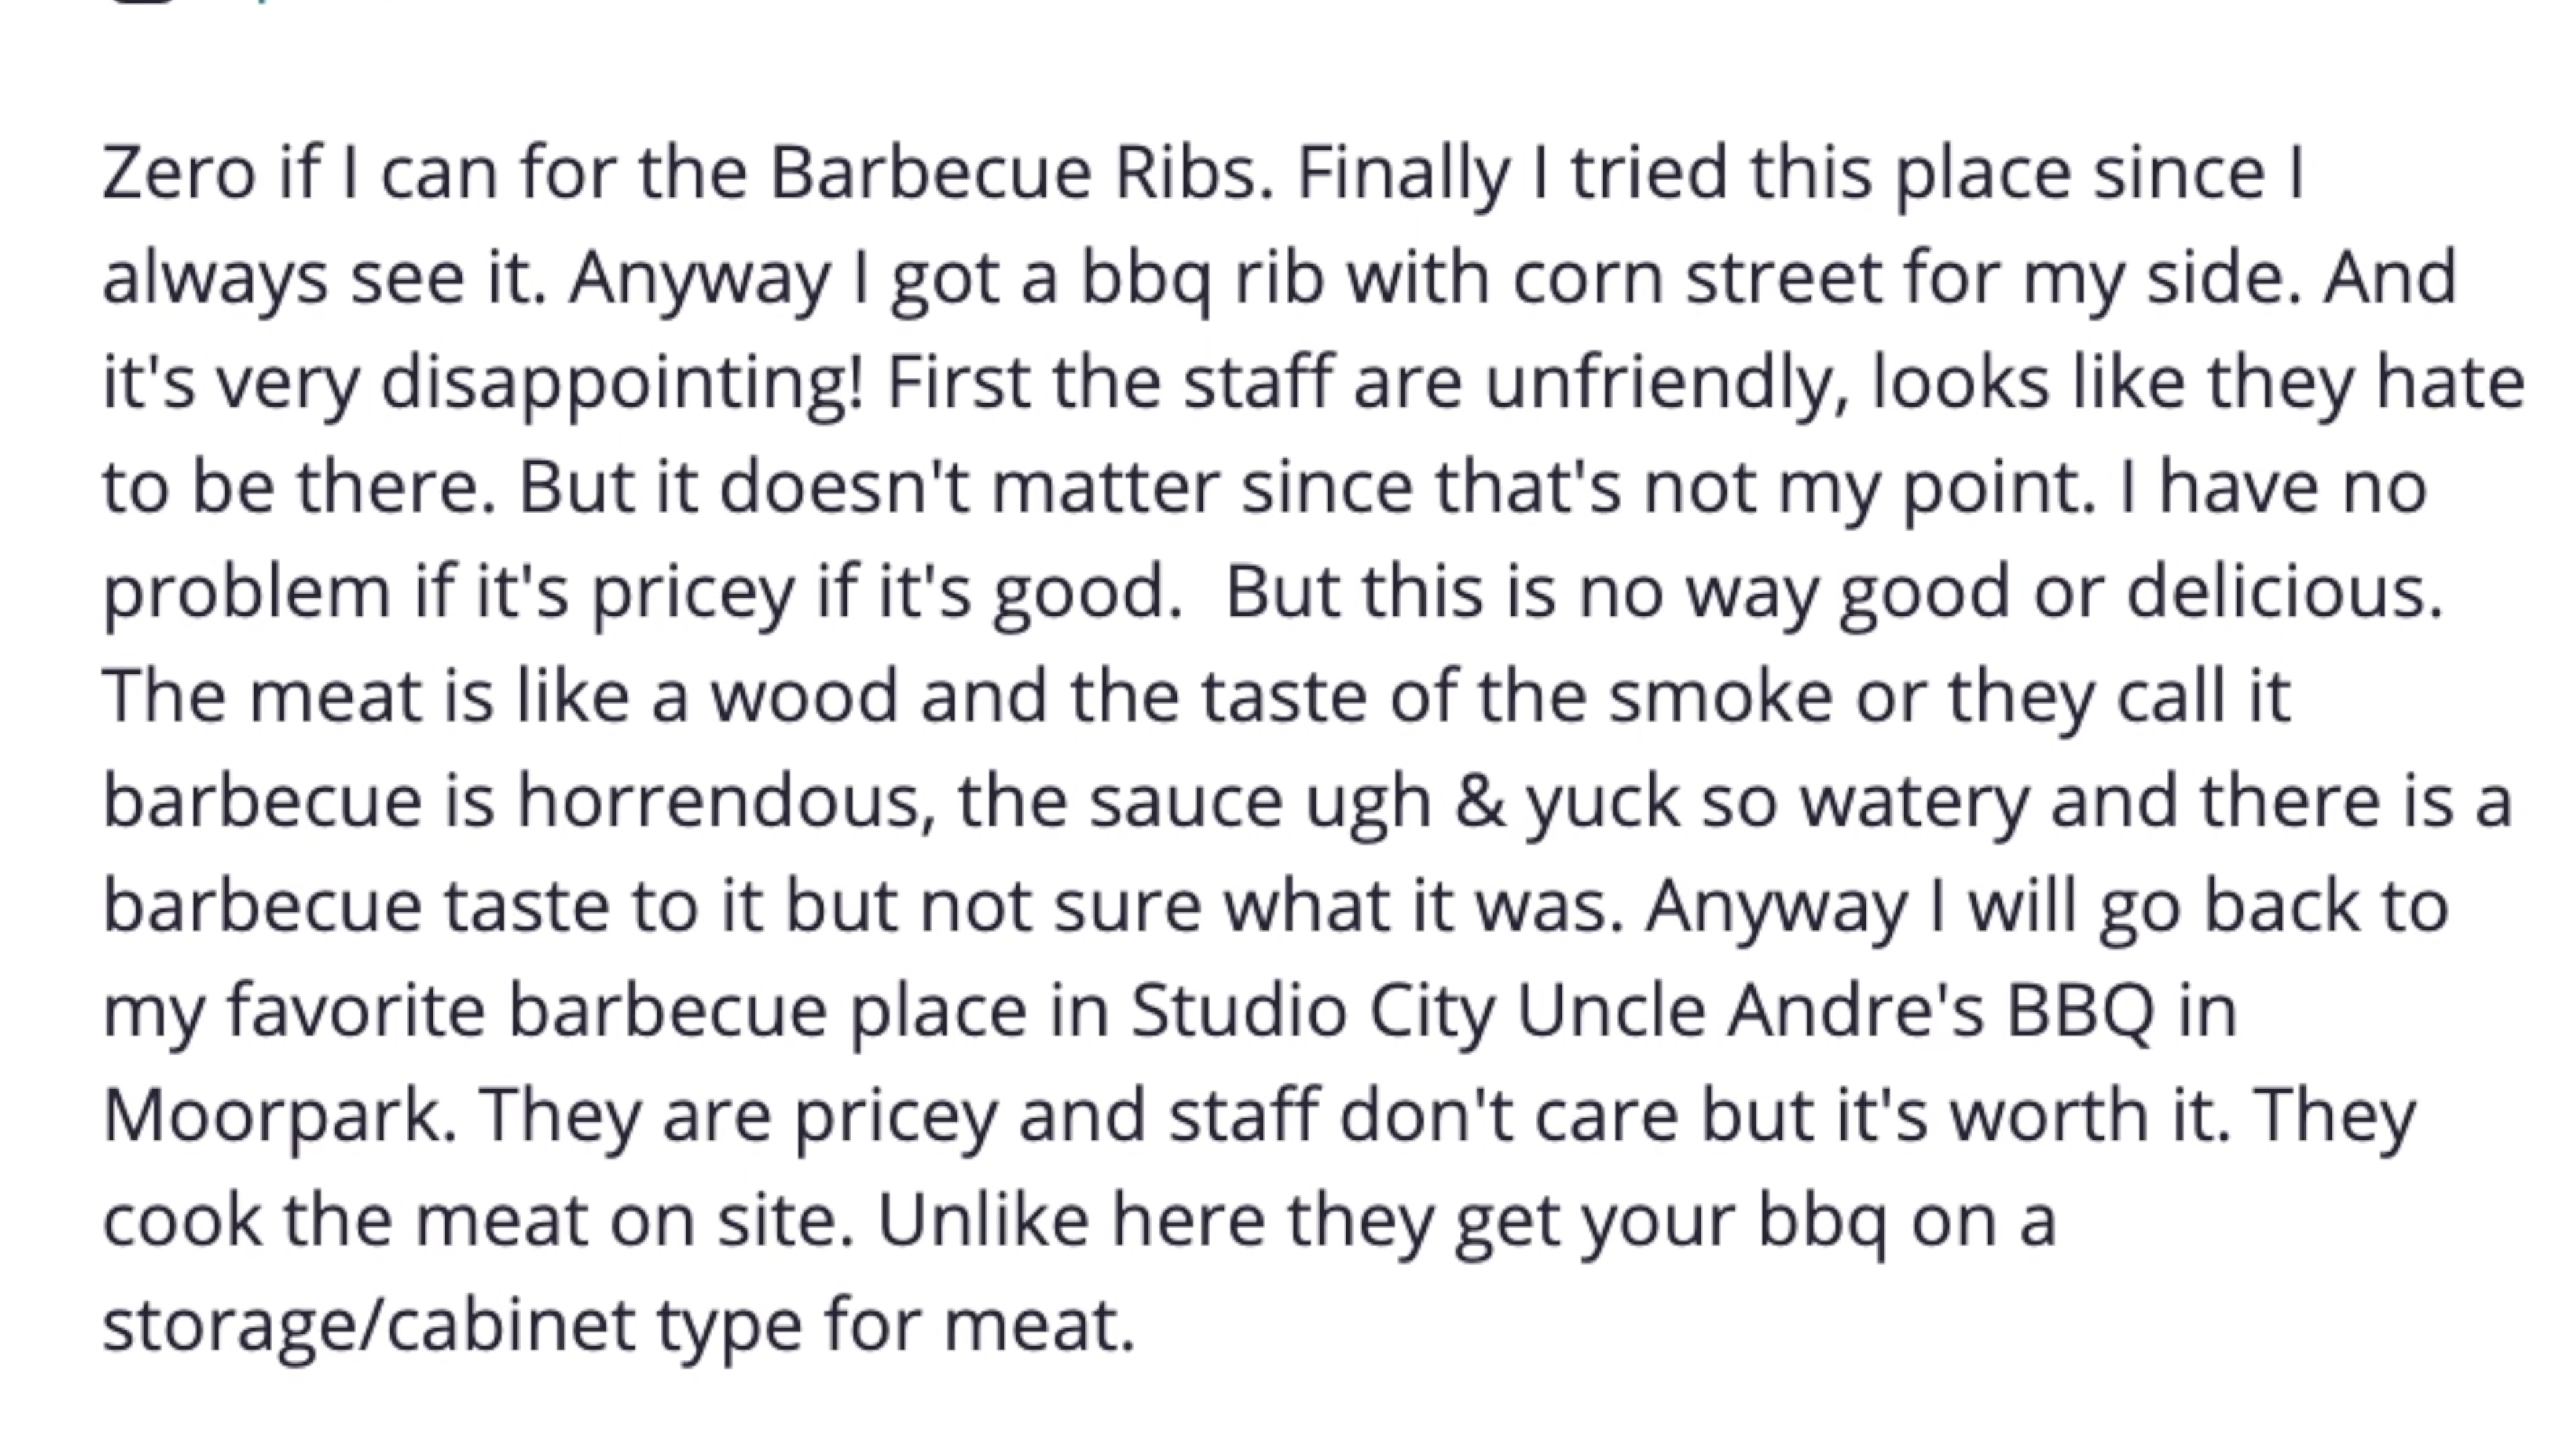 Zero if I can for the Barbecue Ribs. Finally I tried this place since I
always see it. Anyway I got a bbq rib with corn street for my side. And
it's very disappointing! First the staff are unfriendly, looks like they hate
to be there. But it doesn't matter since that's not my point. I have no
problem if it's pricey if it's good.  But this is no way good or delicious.
The meat is like a wood and the taste of the smoke or they call it
barbecue is horrendous, the sauce ugh & yuck so watery and there is a
barbecue taste to it but not sure what it was. Anyway I will go back to
my favorite barbecue place in Studio City Uncle Andre's BBQ in
Moorpark. They are pricey and staff don't care but it's worth it. They
cook the meat on site. Unlike here they get your bbq on a
storage/cabinet type for meat.